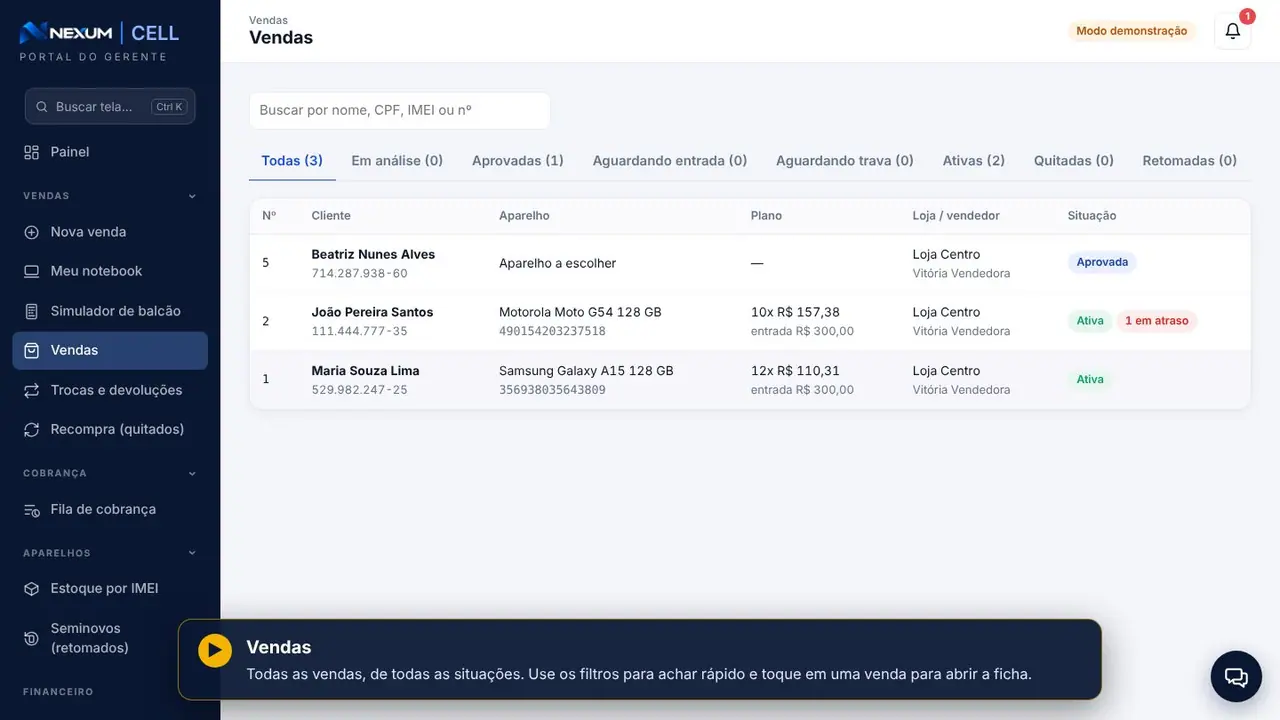 NEXUM | CELL
PORTAL DO GERENTE
Buscar tela... Ctrl K
Painel
VENDAS
Nova venda
Meu notebook
Simulador de balcão
Vendas
Trocas e devoluções
Recompra (quitados)
COBRANÇA
Fila de cobrança
APARELHOS
Estoque por IMEI
Seminovos
(retomados)
FINANCEIRO
Vendas
Vendas
Modo demonstração
1
Buscar por nome, CPF, IMEI ou nº
Todas (3) Em análise (0) Aprovadas (1) Aguardando entrada (0) Aguardando trava (0) Ativas (2) Quitadas (0) Retomadas (0)
Nº Cliente Aparelho Plano Loja / vendedor Situação
5 Beatriz Nunes Alves Aparelho a escolher — Loja Centro Aprovada
714.287.938-60 Vitória Vendedora
2 João Pereira Santos Motorola Moto G54 128 GB 10x R$ 157,38 Loja Centro Ativa 1 em atraso
111.444.777-35 490154203237518 entrada R$ 300,00 Vitória Vendedora
1 Maria Souza Lima Samsung Galaxy A15 128 GB 12x R$ 110,31 Loja Centro Ativa
529.982.247-25 356938035643809 entrada R$ 300,00 Vitória Vendedora
Vendas
Todas as vendas, de todas as situações. Use os filtros para achar rápido e toque em uma venda para abrir a ficha.